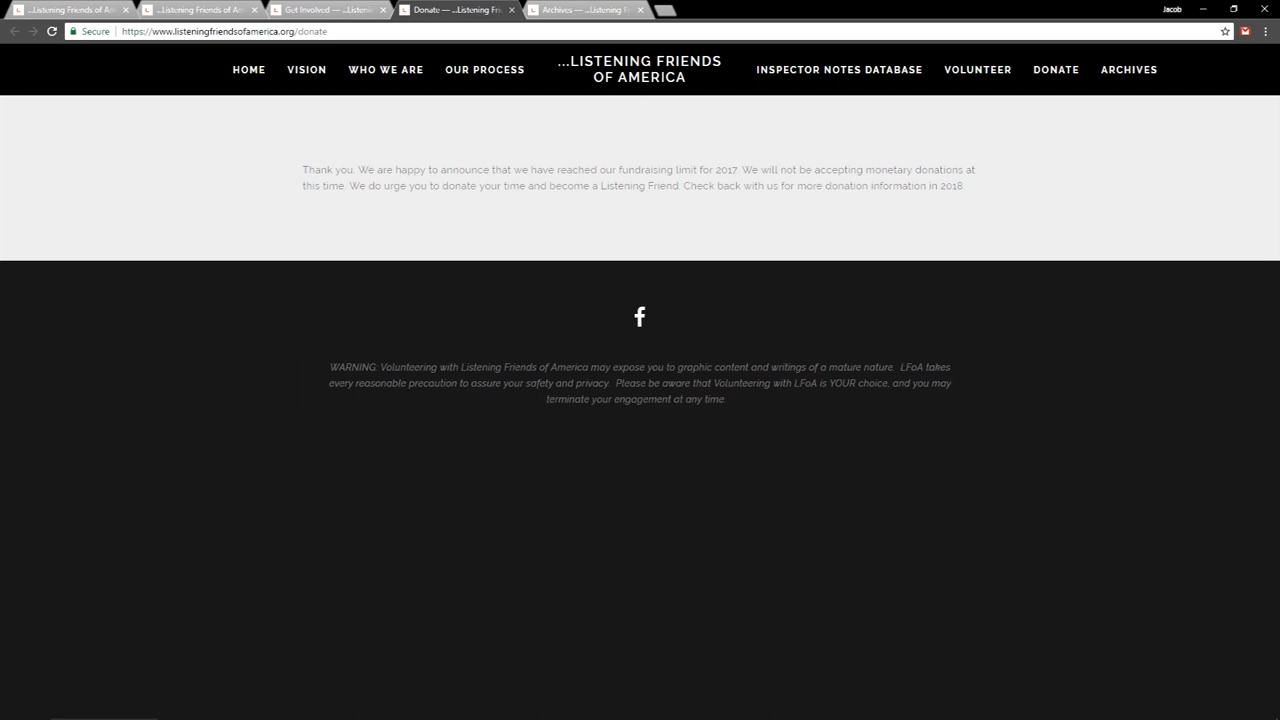 ...Listening Friends of Am
...Listening Friends of Am
Get Involved — ...Listenin
Donate — ...Listening Frie
Archives — ...Listening F
Jacob
Secure https://www.listeningfriendsofamerica.org/donate
HOME VISION WHO WE ARE OUR PROCESS
...LISTENING FRIENDS
OF AMERICA
INSPECTOR NOTES DATABASE VOLUNTEER DONATE ARCHIVES
Thank you. We are happy to announce that we have reached our fundraising limit for 2017. We will not be accepting monetary donations at
this time. We do urge you to donate your time and become a Listening Friend. Check back with us for more donation information in 2018.
WARNING: Volunteering with Listening Friends of America may expose you to graphic content and writings of a mature nature. LFoA takes
every reasonable precaution to assure your safety and privacy. Please be aware that Volunteering with LFoA is YOUR choice, and you may
terminate your engagement at any time.